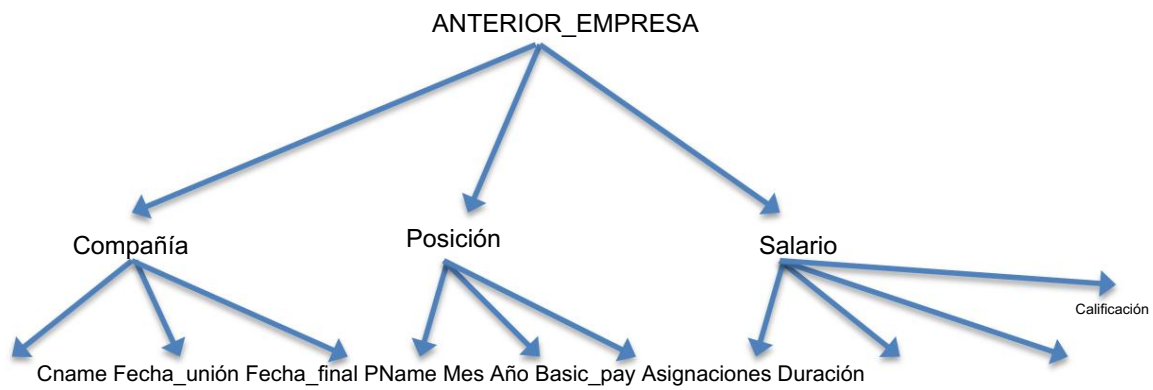 ANTERIOR_EMPRESA
Compañía Posición Salario
Calificación
Cname Fecha_unión Fecha_final PName Mes Año Basic_pay Asignaciones Duración